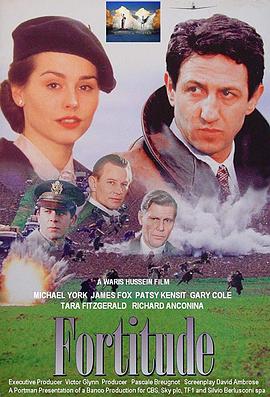 A WARIS HUSSEIN FILM
MICHAEL YORK JAMES FOX PATSY KENSIT GARY COLE
TARA FITZGERALD RICHARD ANCONINA
Fortitude
Executive Producer Victor Glynn Producer Pascale Breugnot Screenplay David Ambrose
A Portman Presentation of a Banco Production for CBS, Sky plc, TF1 and Silvio Berlusconi spa